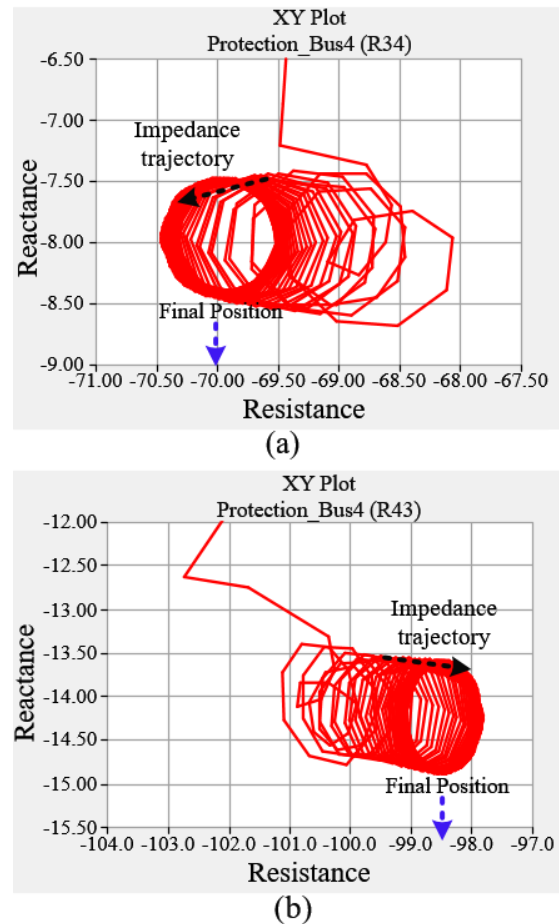 XY Plot
Protection_Bus4 (R34)
-6.50
-7.00
-7.50
-8.00
-8.50
-9.00
Reactance
Impedance
trajectory
Final Position
-71.00 -70.50 -70.00 -69.50 -69.00 -68.50 -68.00 -67.50
Resistance
(a)
XY Plot
Protection_Bus4 (R43)
-12.00
-12.50
-13.00
-13.50
-14.00
-14.50
-15.00
-15.50
Reactance
Impedance
trajectory
Final Position
-104.0 -103.0 -102.0 -101.0 -100.0 -99.0 -98.0 -97.0
Resistance
(b)